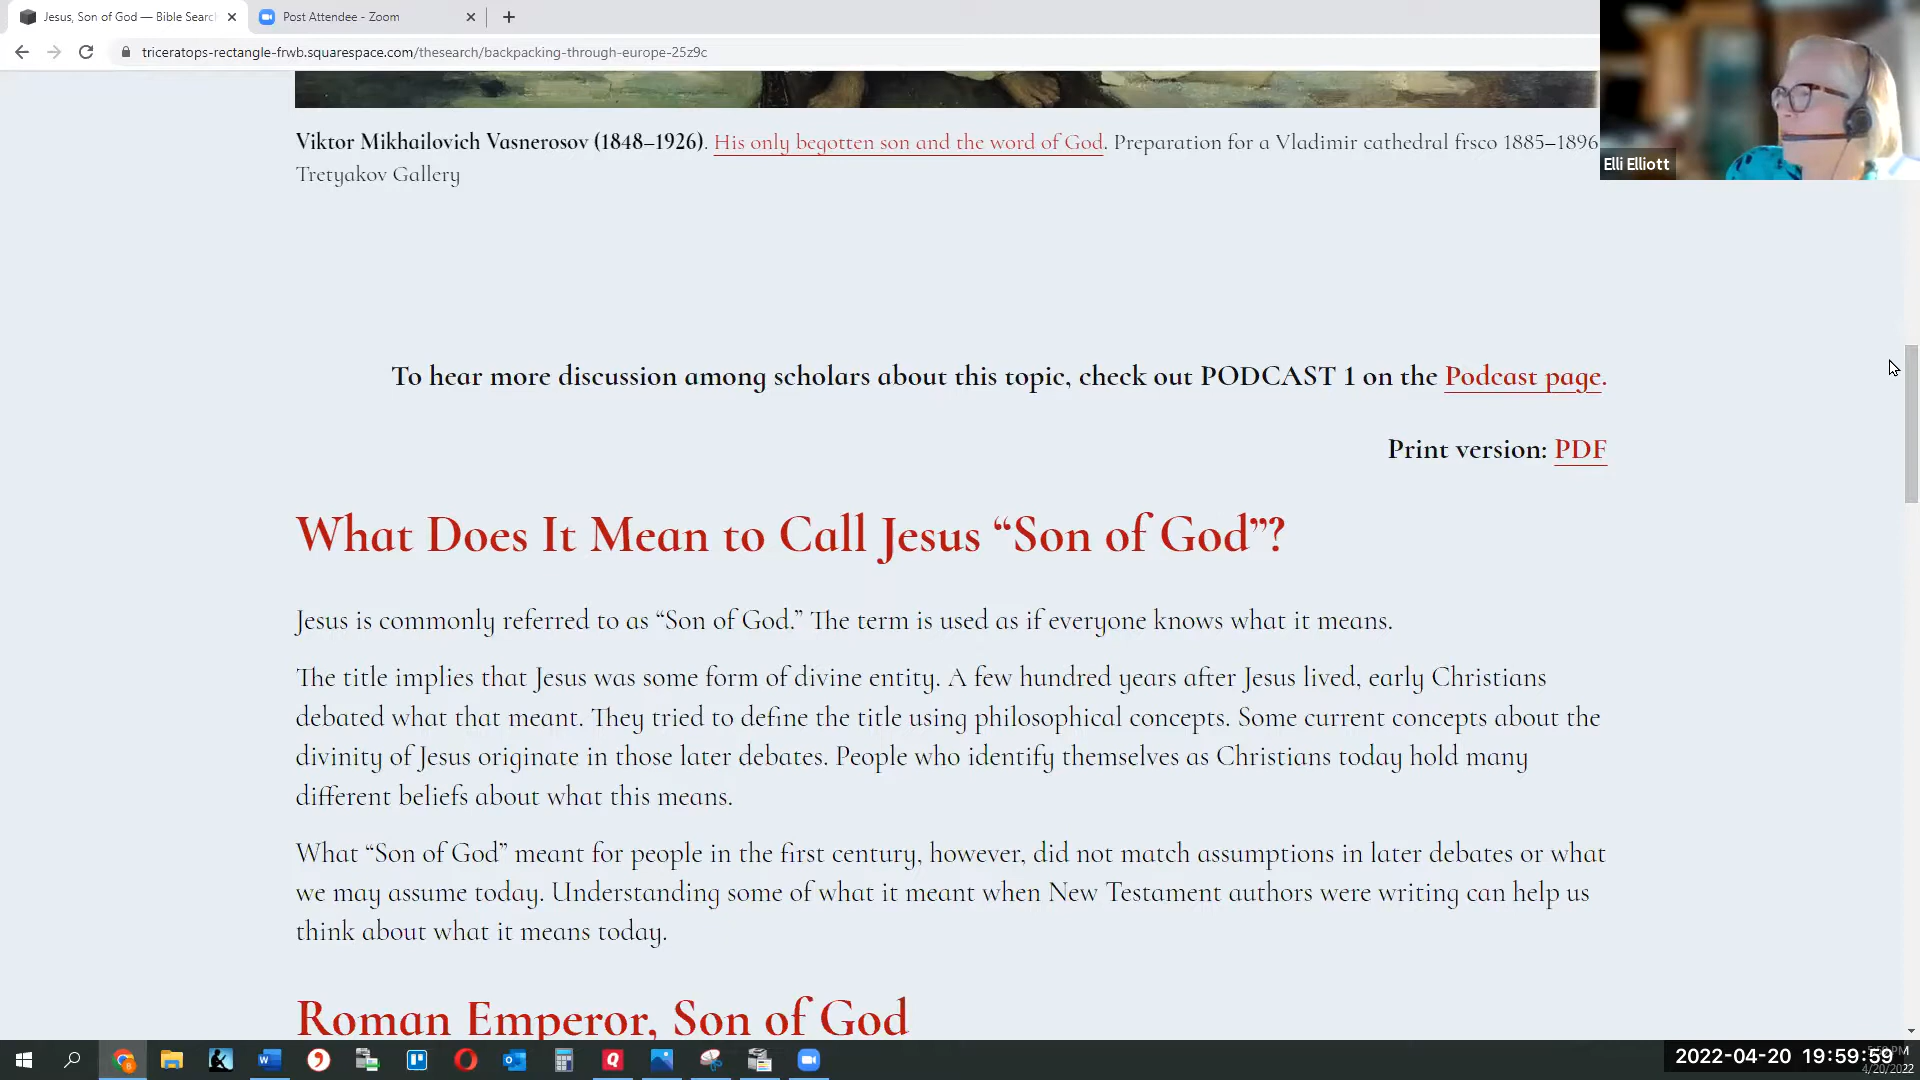 Jesus, Son of God — Bible Search
Post Attendee - Zoom
triceratops-rectangle-frwb.squarespace.com/thesearch/backpacking-through-europe-25z9c
Viktor Mikhailovich Vasnerosov (1848–1926). His only begotten son and the word of God. Preparation for a Vladimir cathedral frsco 1885–1896
Tretyakov Gallery
Elli Elliott
To hear more discussion among scholars about this topic, check out PODCAST 1 on the Podcast page.
Print version: PDF
What Does It Mean to Call Jesus “Son of God”?
Jesus is commonly referred to as “Son of God.” The term is used as if everyone knows what it means.
The title implies that Jesus was some form of divine entity. A few hundred years after Jesus lived, early Christians
debated what that meant. They tried to define the title using philosophical concepts. Some current concepts about the
divinity of Jesus originate in those later debates. People who identify themselves as Christians today hold many
different beliefs about what this means.
What “Son of God” meant for people in the first century, however, did not match assumptions in later debates or what
we may assume today. Understanding some of what it meant when New Testament authors were writing can help us
think about what it means today.
Roman Emperor, Son of God
2022-04-20 19:59:59
4/20/2022